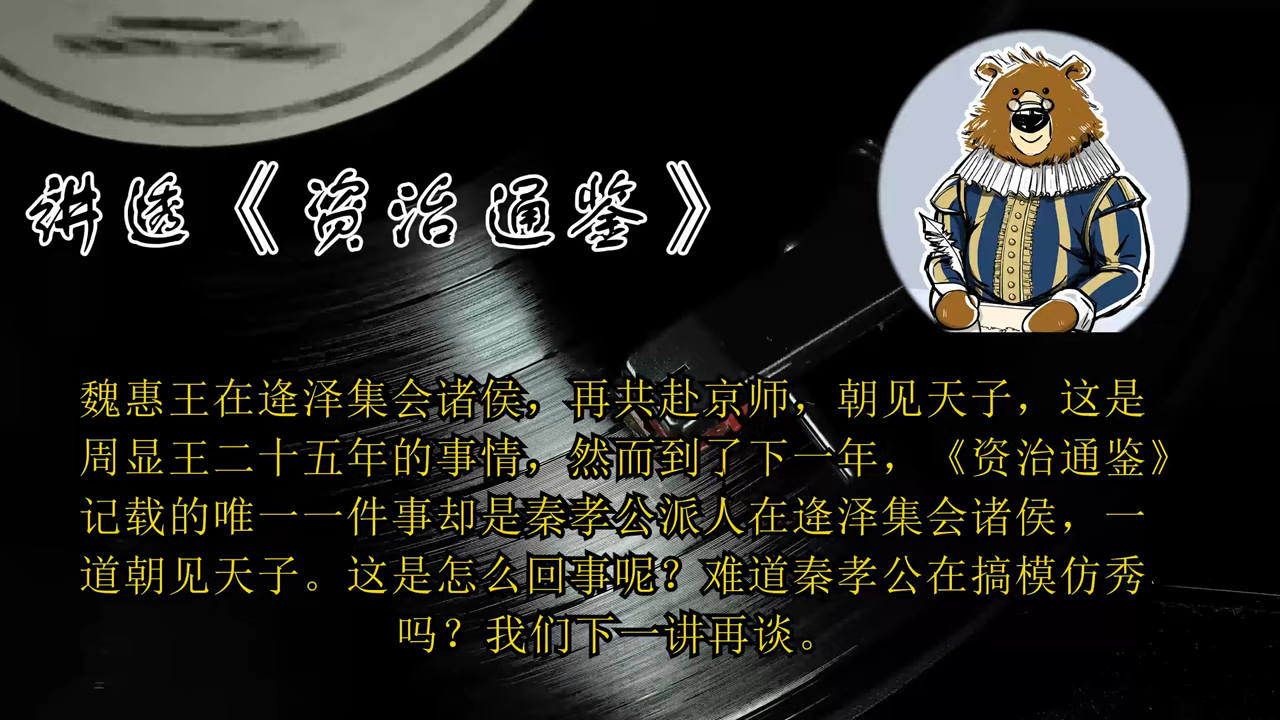 讲透《资治通鉴》
魏惠王在逢泽集会诸侯，再共赴京师，朝见天子，这是
周显王二十五年的事情，然而到了下一年，《资治通鉴》
记载的唯一一件事却是秦孝公派人在逢泽集会诸侯，一
道朝见天子。这是怎么回事呢？难道秦孝公在搞模仿秀
吗？我们下一讲再谈。